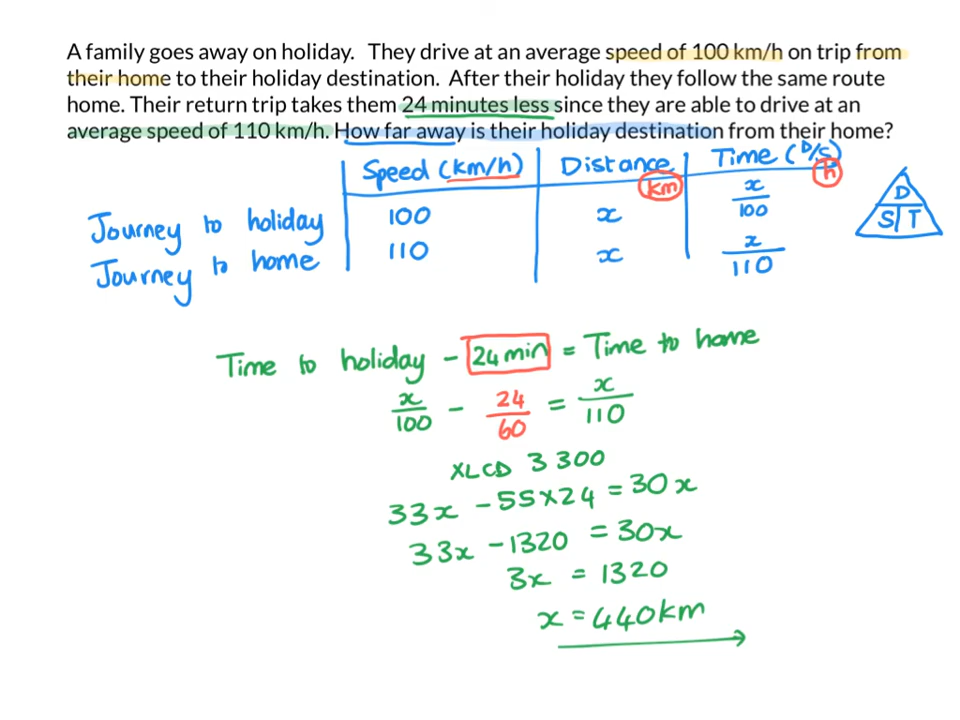 A family goes away on holiday. They drive at an average speed of 100 km/h on trip from
their home to their holiday destination. After their holiday they follow the same route
home. Their return trip takes them 24 minutes less since they are able to drive at an
average speed of 110 km/h. How far away is their holiday destination from their home?
Speed (km/h) Distance km Time (D/S) h
Journey to holiday 100 x x/100
Journey to home 110 x x/110
D
S T
Time to holiday - 24 min = Time to home
x/100 - 24/60 = x/110
XLCD 3 300
33x - 55x24 = 30x
33x - 1320 = 30x
3x = 1320
x = 440km